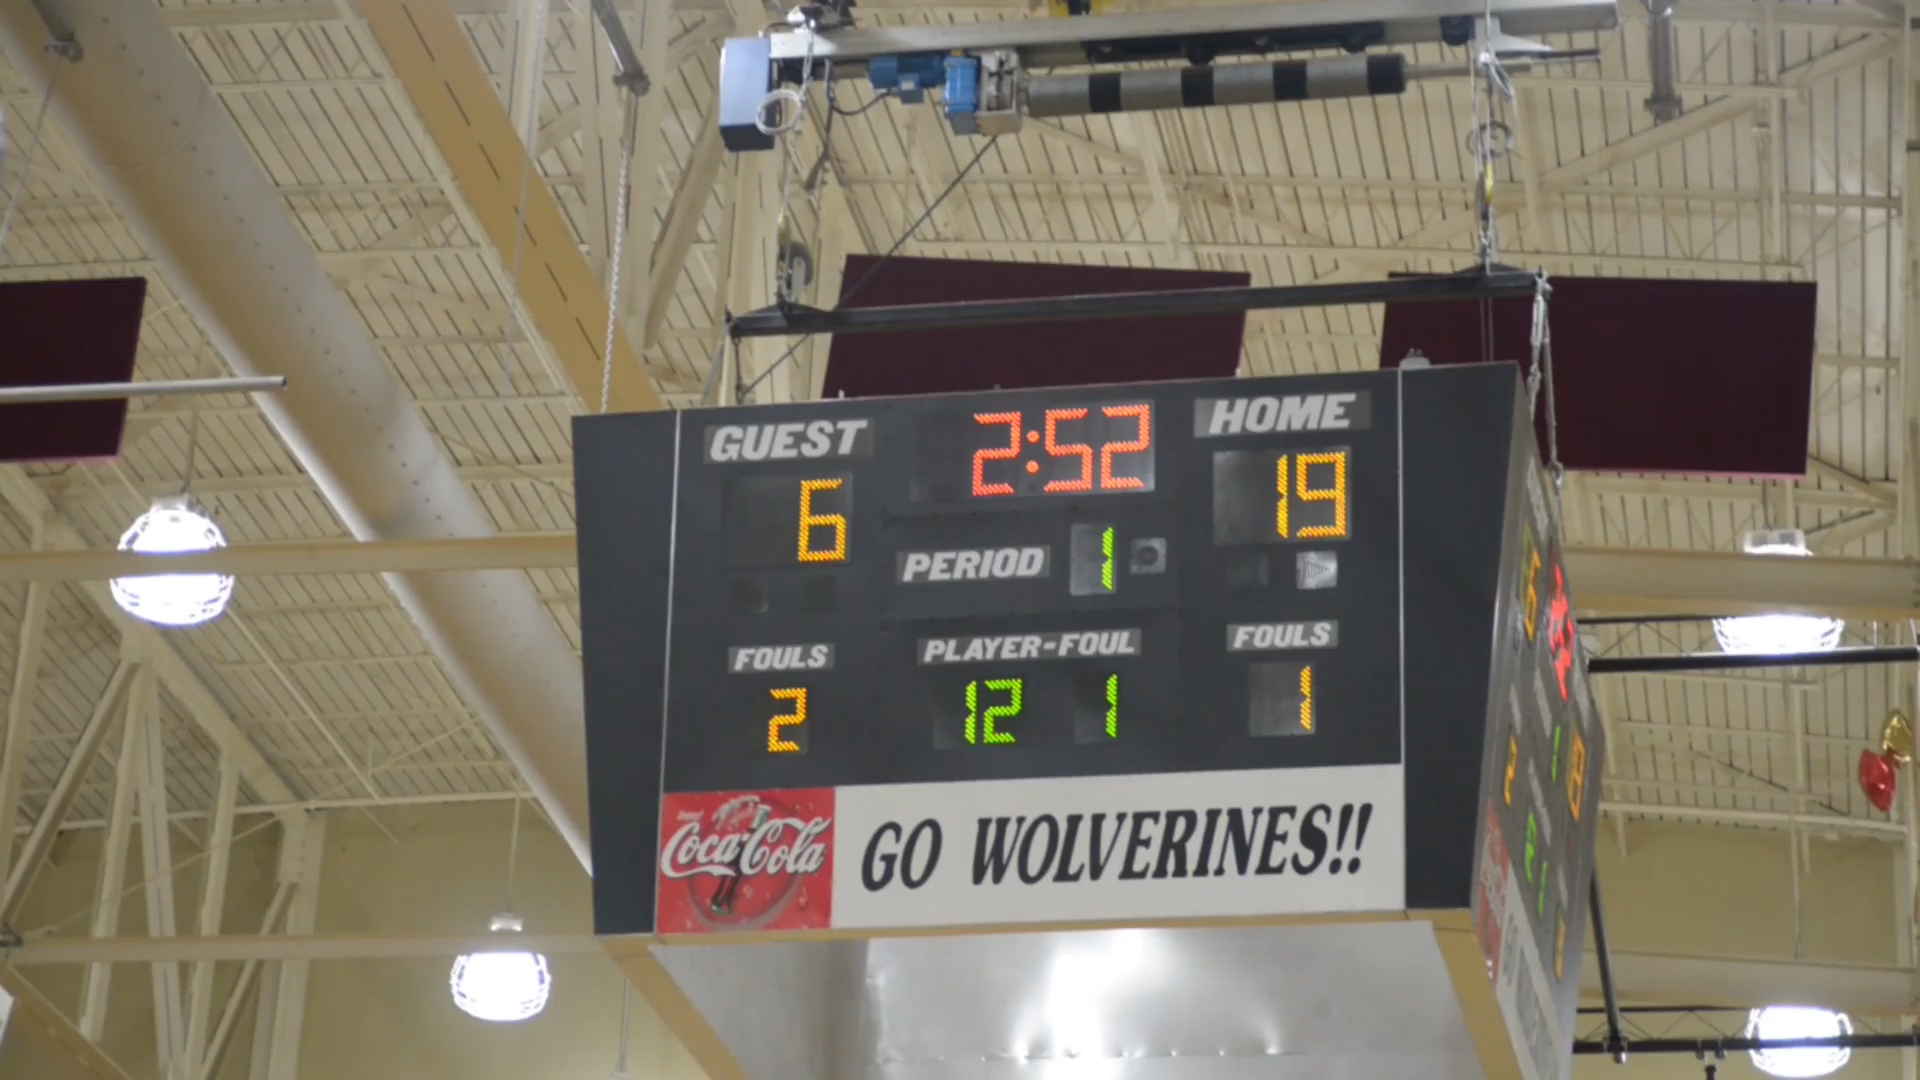 GUEST 2:52 HOME
6 19
PERIOD 1
FOULS PLAYER-FOUL FOULS
2 12 1 1
Coca-Cola GO WOLVERINES!!